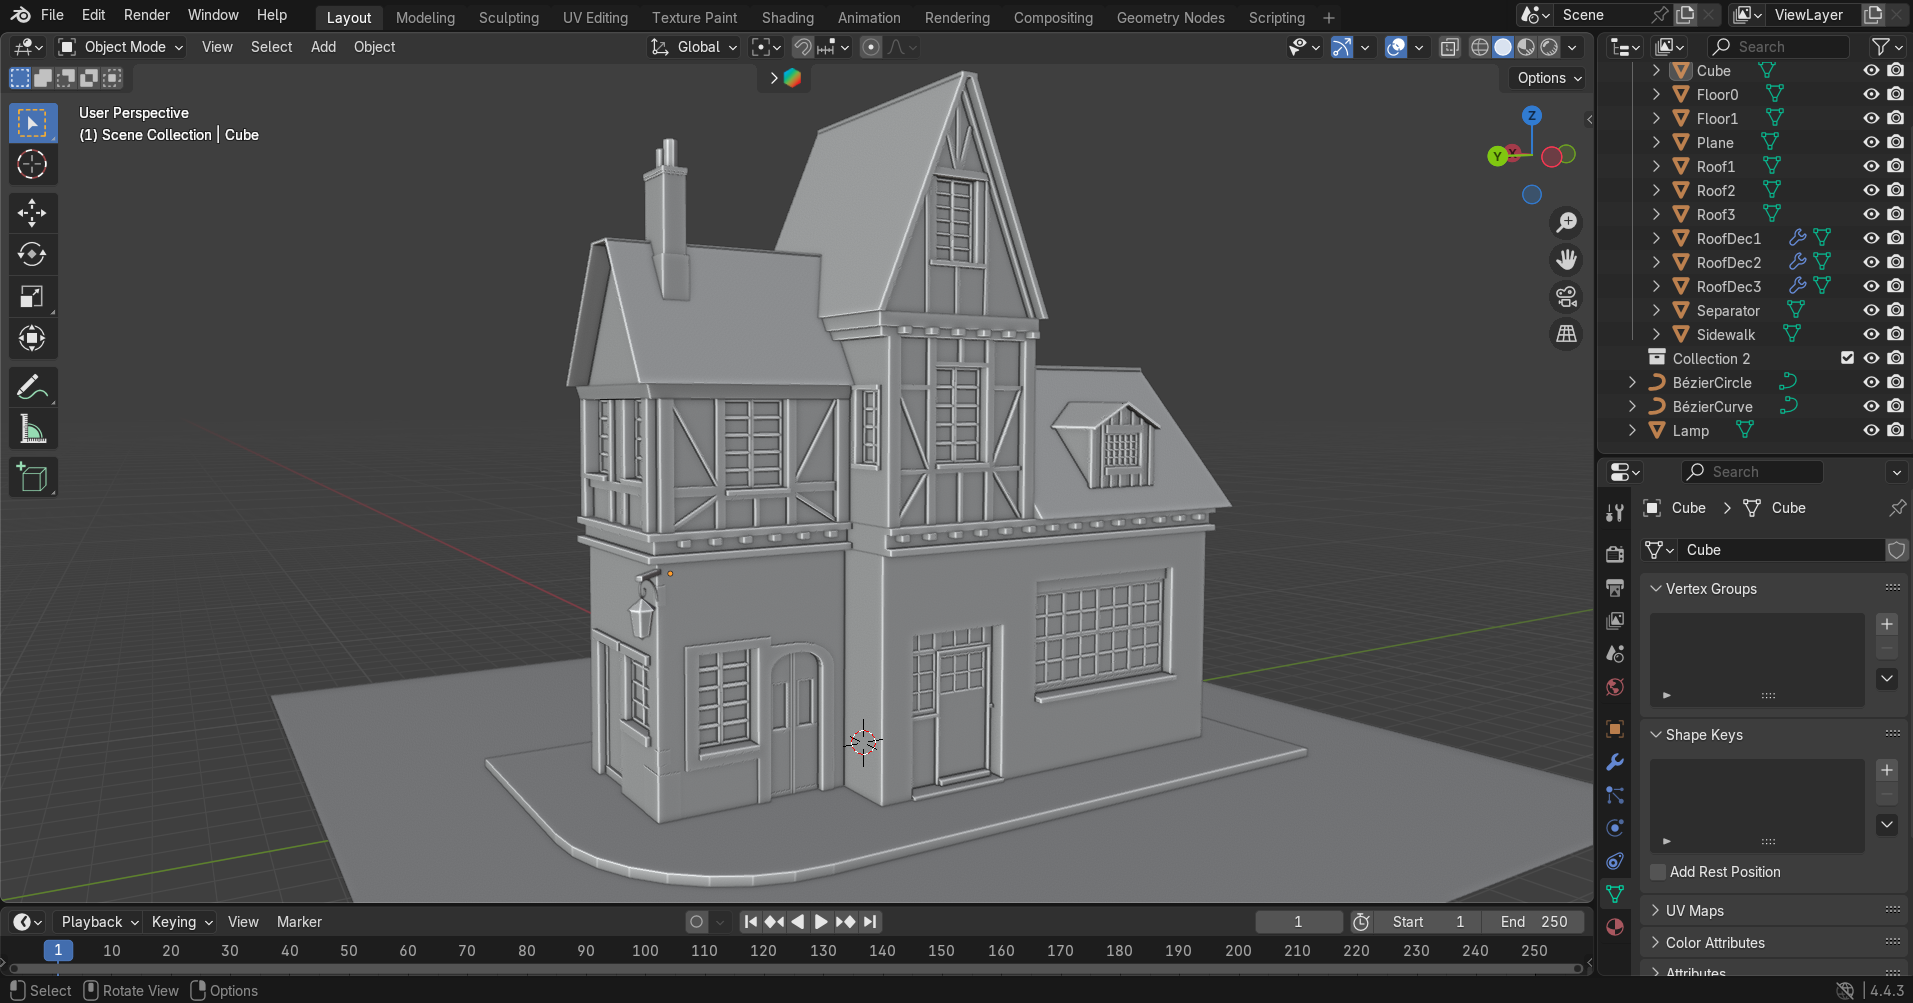 File Edit Render Window Help Layout Modeling Sculpting UV Editing Texture Paint Shading Animation Rendering Compositing Geometry Nodes Scripting + Scene ViewLayer
Object Mode View Select Add Object Global Search
Options
User Perspective
(1) Scene Collection | Cube
Z
Y
X
Cube
Floor0
Floor1
Plane
Roof1
Roof2
Roof3
RoofDec1
RoofDec2
RoofDec3
Separator
Sidewalk
Collection 2
BézierCircle
BézierCurve
Lamp
Search
Cube > Cube
Cube
Vertex Groups
Shape Keys
Add Rest Position
UV Maps
Color Attributes
Attributes
Playback Keying View Marker 1 Start 1 End 250
1 10 20 30 40 50 60 70 80 90 100 110 120 130 140 150 160 170 180 190 200 210 220 230 240 250
Select Rotate View Options 4.4.3